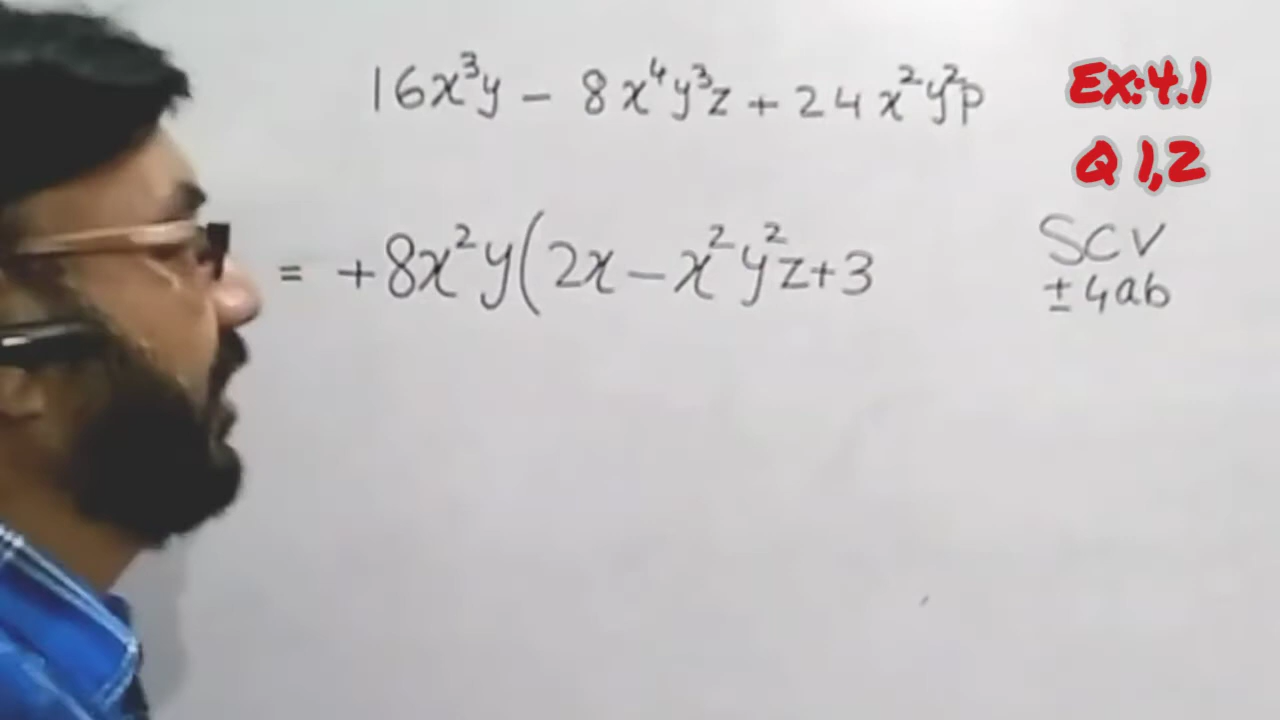 16x³y - 8x⁴y³z + 24x²y²p
Ex:4.1
Q 1,2
= +8x²y(2x - x²y²z+3
SCV
±4ab